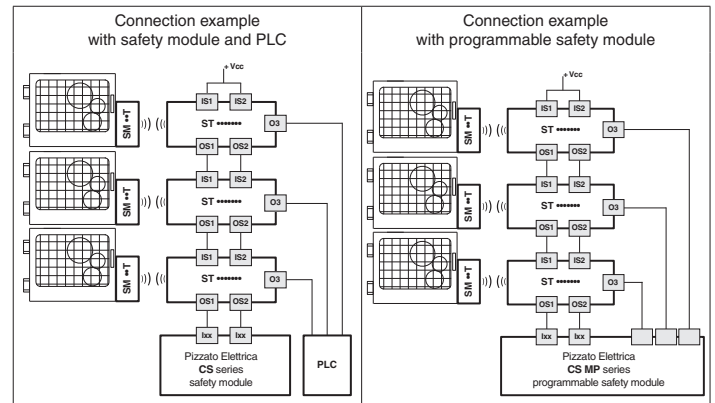 Connection example
with safety module and PLC
+ Vcc
IS1 IS2
SM ••T
ST •••••••
O3
OS1 OS2
IS1 IS2
SM ••T
ST •••••••
O3
OS1 OS2
IS1 IS2
SM ••T
ST •••••••
O3
OS1 OS2
Ixx Ixx
Pizzato Elettrica
CS series
safety module
PLC
Connection example
with programmable safety module
+ Vcc
IS1 IS2
SM ••T
ST •••••••
O3
OS1 OS2
IS1 IS2
SM ••T
ST •••••••
O3
OS1 OS2
IS1 IS2
SM ••T
ST •••••••
O3
OS1 OS2
Ixx Ixx
Pizzato Elettrica
CS MP series
programmable safety module